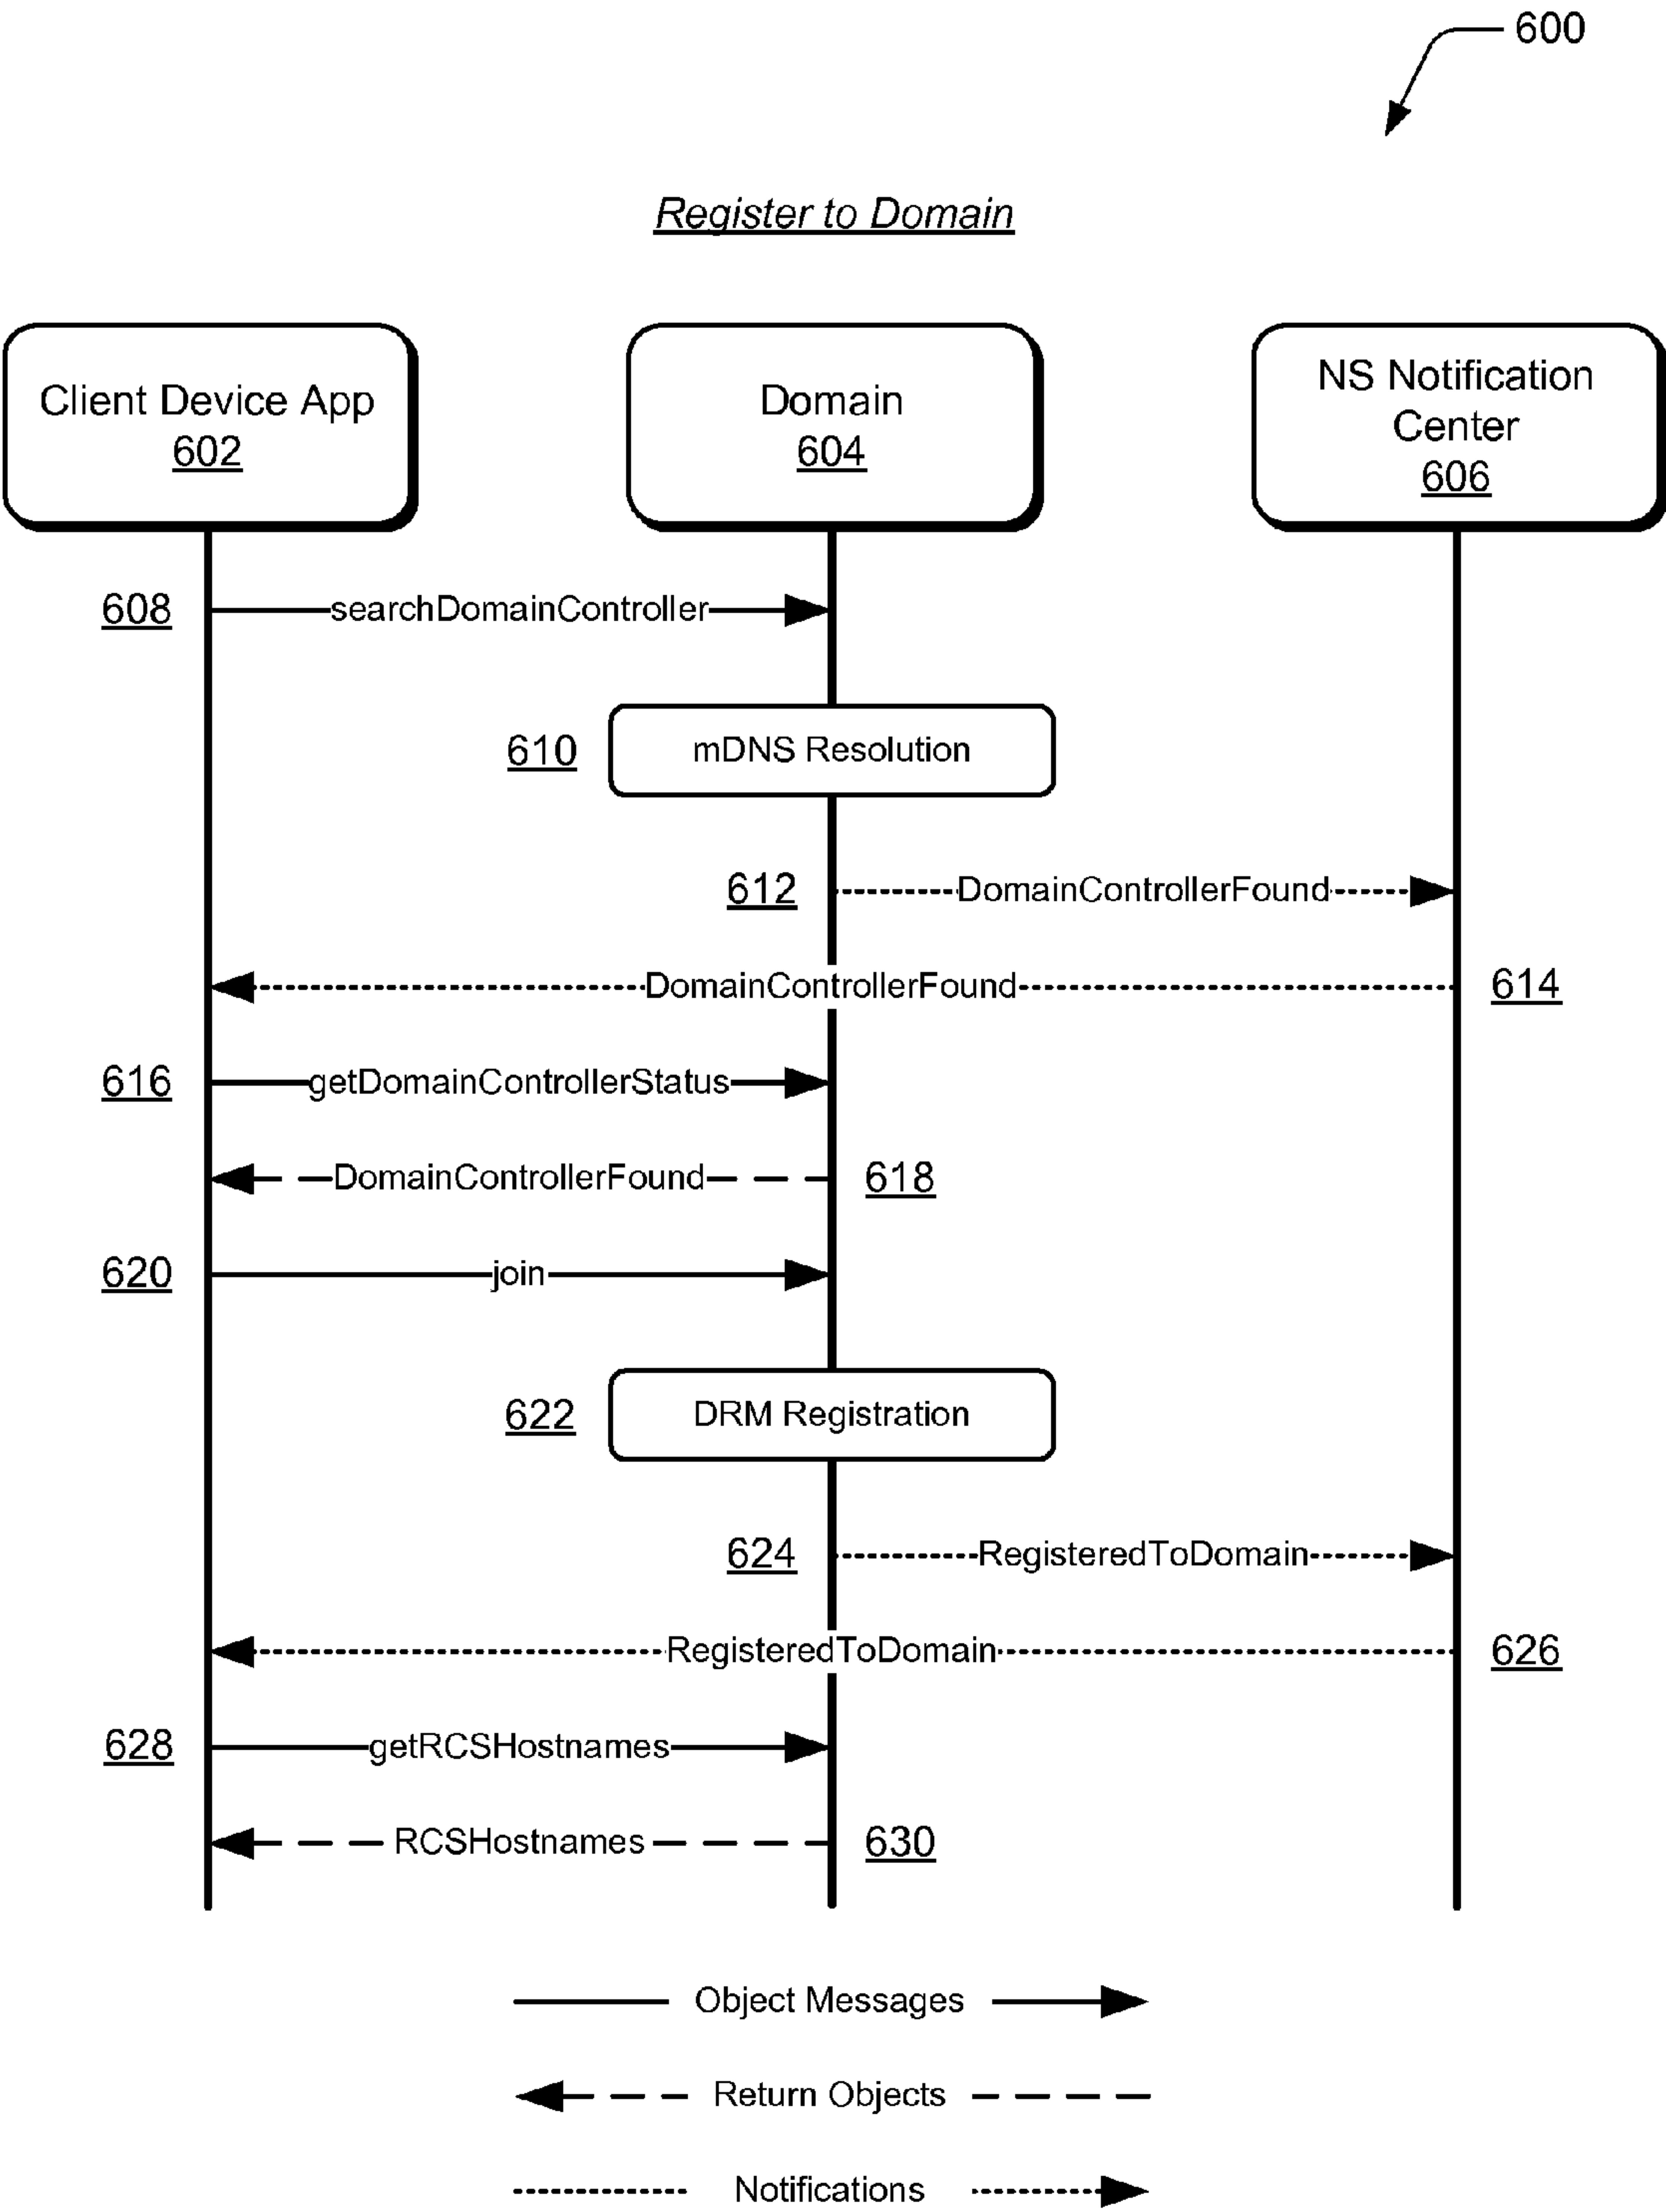 600
Register to Domain
Client Device App
602
Domain
604
NS Notification
Center
606
608
searchDomainController
610
mDNS Resolution
612
DomainControllerFound
DomainControllerFound
614
616
getDomainControllerStatus
DomainControllerFound
618
620
join
622
DRM Registration
624
RegisteredToDomain
RegisteredToDomain
626
628
getRCSHostnames
RCSHostnames
630
Object Messages
Return Objects
Notifications